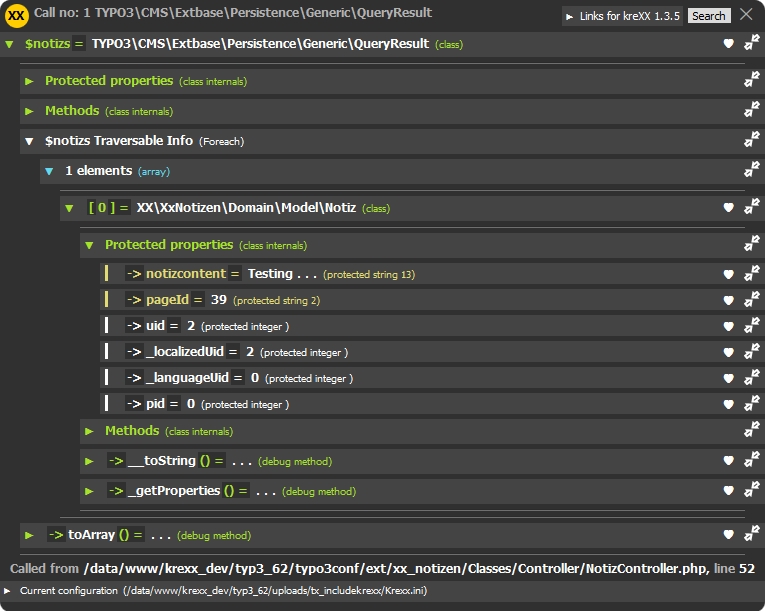 XX Call no: 1 TYPO3\CMS\Extbase\Persistence\Generic\QueryResult ▶ Links for kreXX 1.3.5 Search
$notizs = TYPO3\CMS\Extbase\Persistence\Generic\QueryResult (class)
Protected properties (class internals)
Methods (class internals)
$notizs Traversable Info (Foreach)
1 elements (array)
[ 0 ] = XX\XxNotizen\Domain\Model\Notiz (class)
Protected properties (class internals)
-> notizcontent = Testing . . . (protected string 13)
-> pageId = 39 (protected string 2)
-> uid = 2 (protected integer )
-> _localizedUid = 2 (protected integer )
-> _languageUid = 0 (protected integer )
-> pid = 0 (protected integer )
Methods (class internals)
-> __toString () = . . . (debug method)
-> _getProperties () = . . . (debug method)
-> toArray () = . . . (debug method)
Called from /data/www/krexx_dev/typ3_62/typo3conf/ext/xx_notizen/Classes/Controller/NotizController.php, line 52
Current configuration (/data/www/krexx_dev/typ3_62/uploads/tx_includekrexx/Krexx.ini)